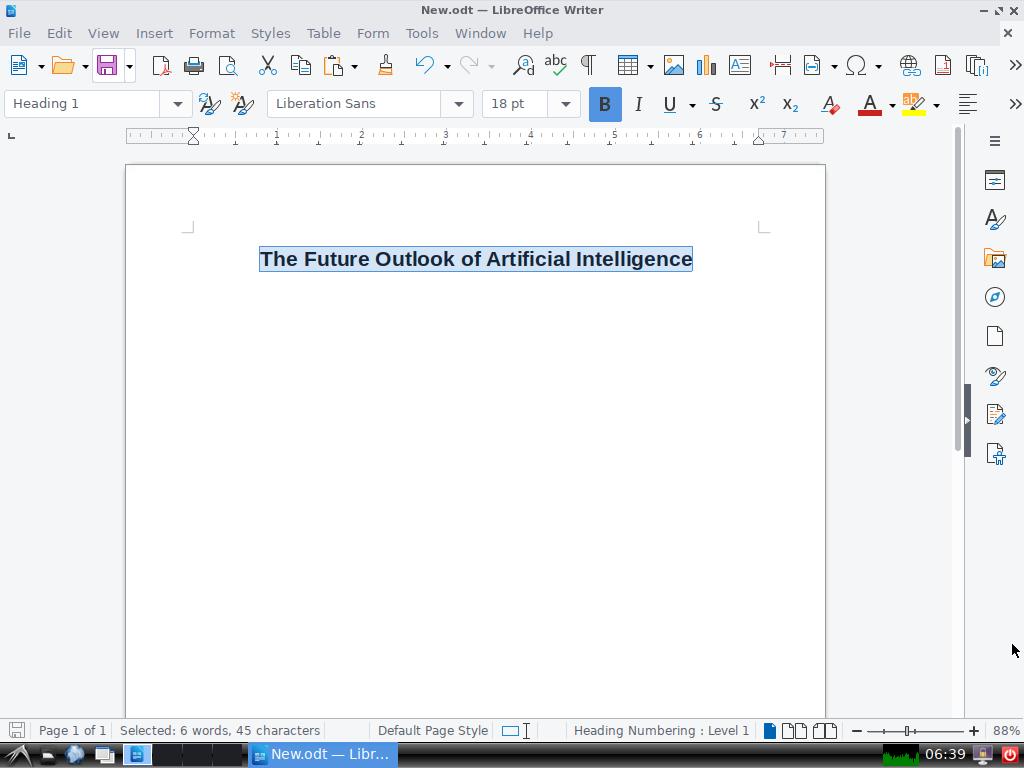 New.odt — LibreOffice Writer
File Edit View Insert Format Styles Table Form Tools Window Help
Heading 1 Liberation Sans 18 pt
1 2 3 4 5 6 7
The Future Outlook of Artificial Intelligence
Page 1 of 1 Selected: 6 words, 45 characters Default Page Style Heading Numbering : Level 1 88%
New.odt — Libr... 06:39